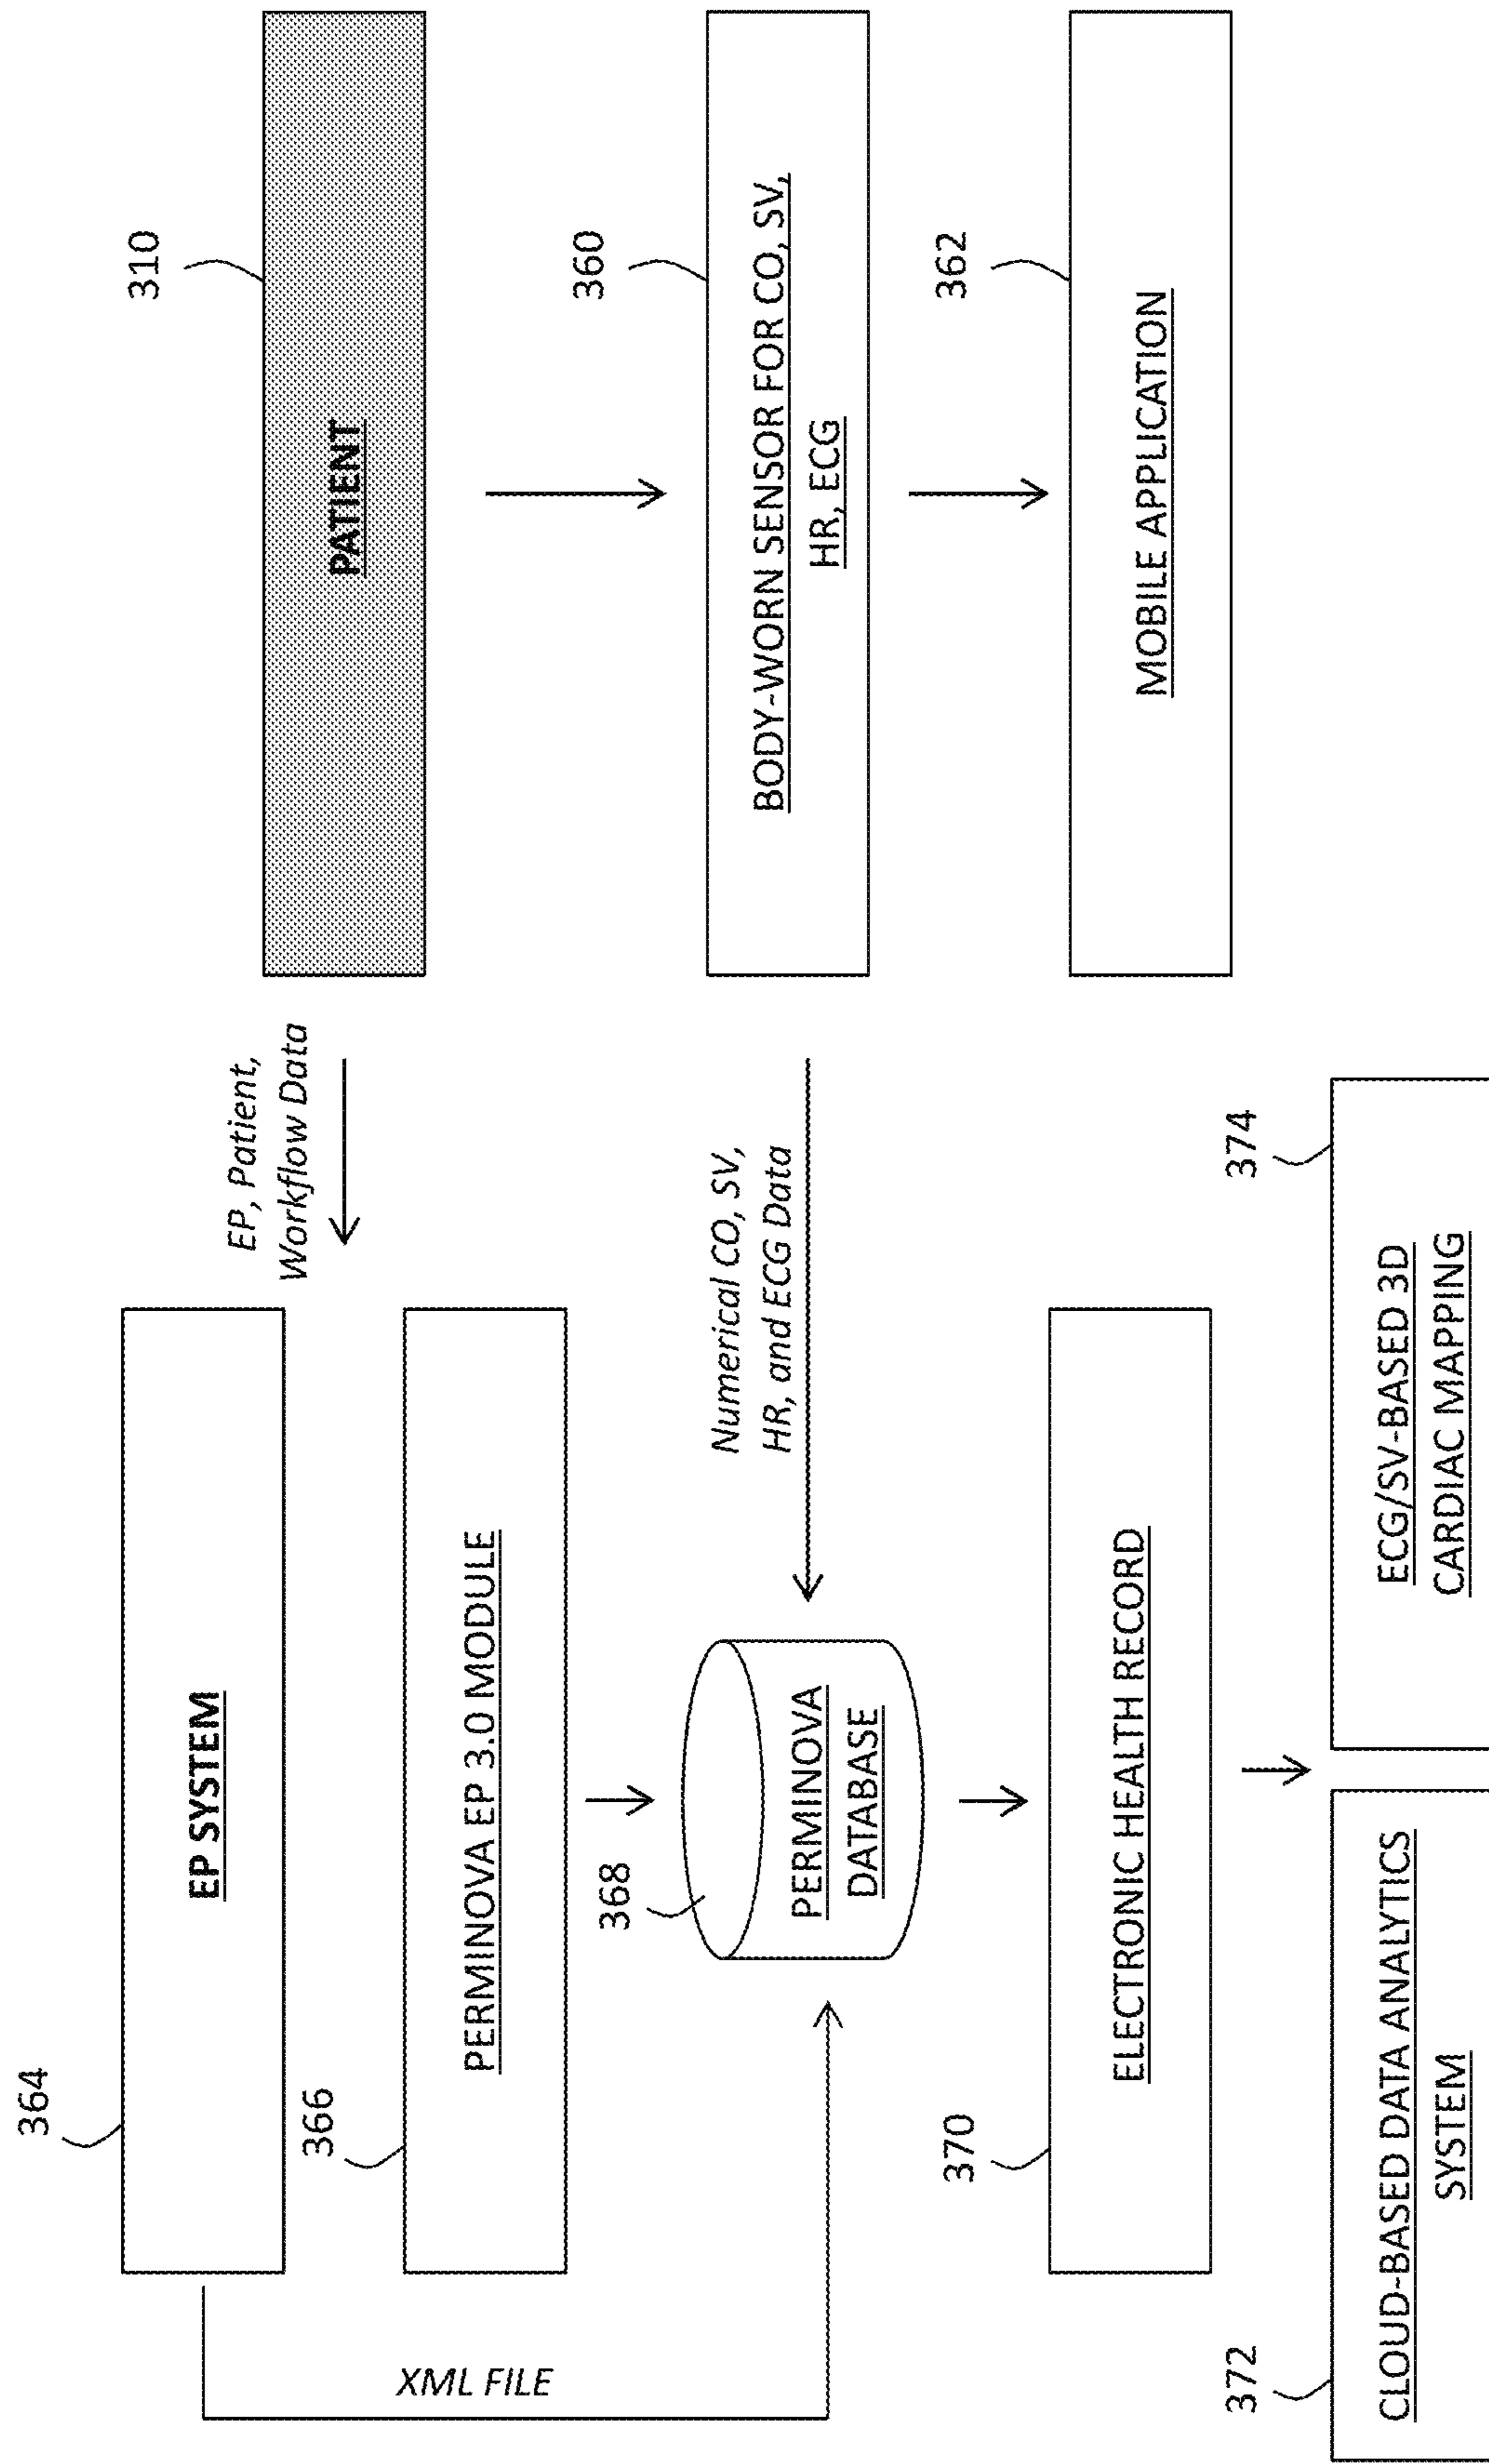 364
EP SYSTEM
EP, Patient,
Workflow Data
310
PATIENT
366
PERMINOVA EP 3.0 MODULE
XML FILE
368
PERMINOVA
DATABASE
Numerical CO, SV,
HR, and ECG Data
360
BODY-WORN SENSOR FOR CO, SV,
HR, ECG
370
ELECTRONIC HEALTH RECORD
362
MOBILE APPLICATION
372
CLOUD-BASED DATA ANALYTICS
SYSTEM
374
ECG/SV-BASED 3D
CARDIAC MAPPING